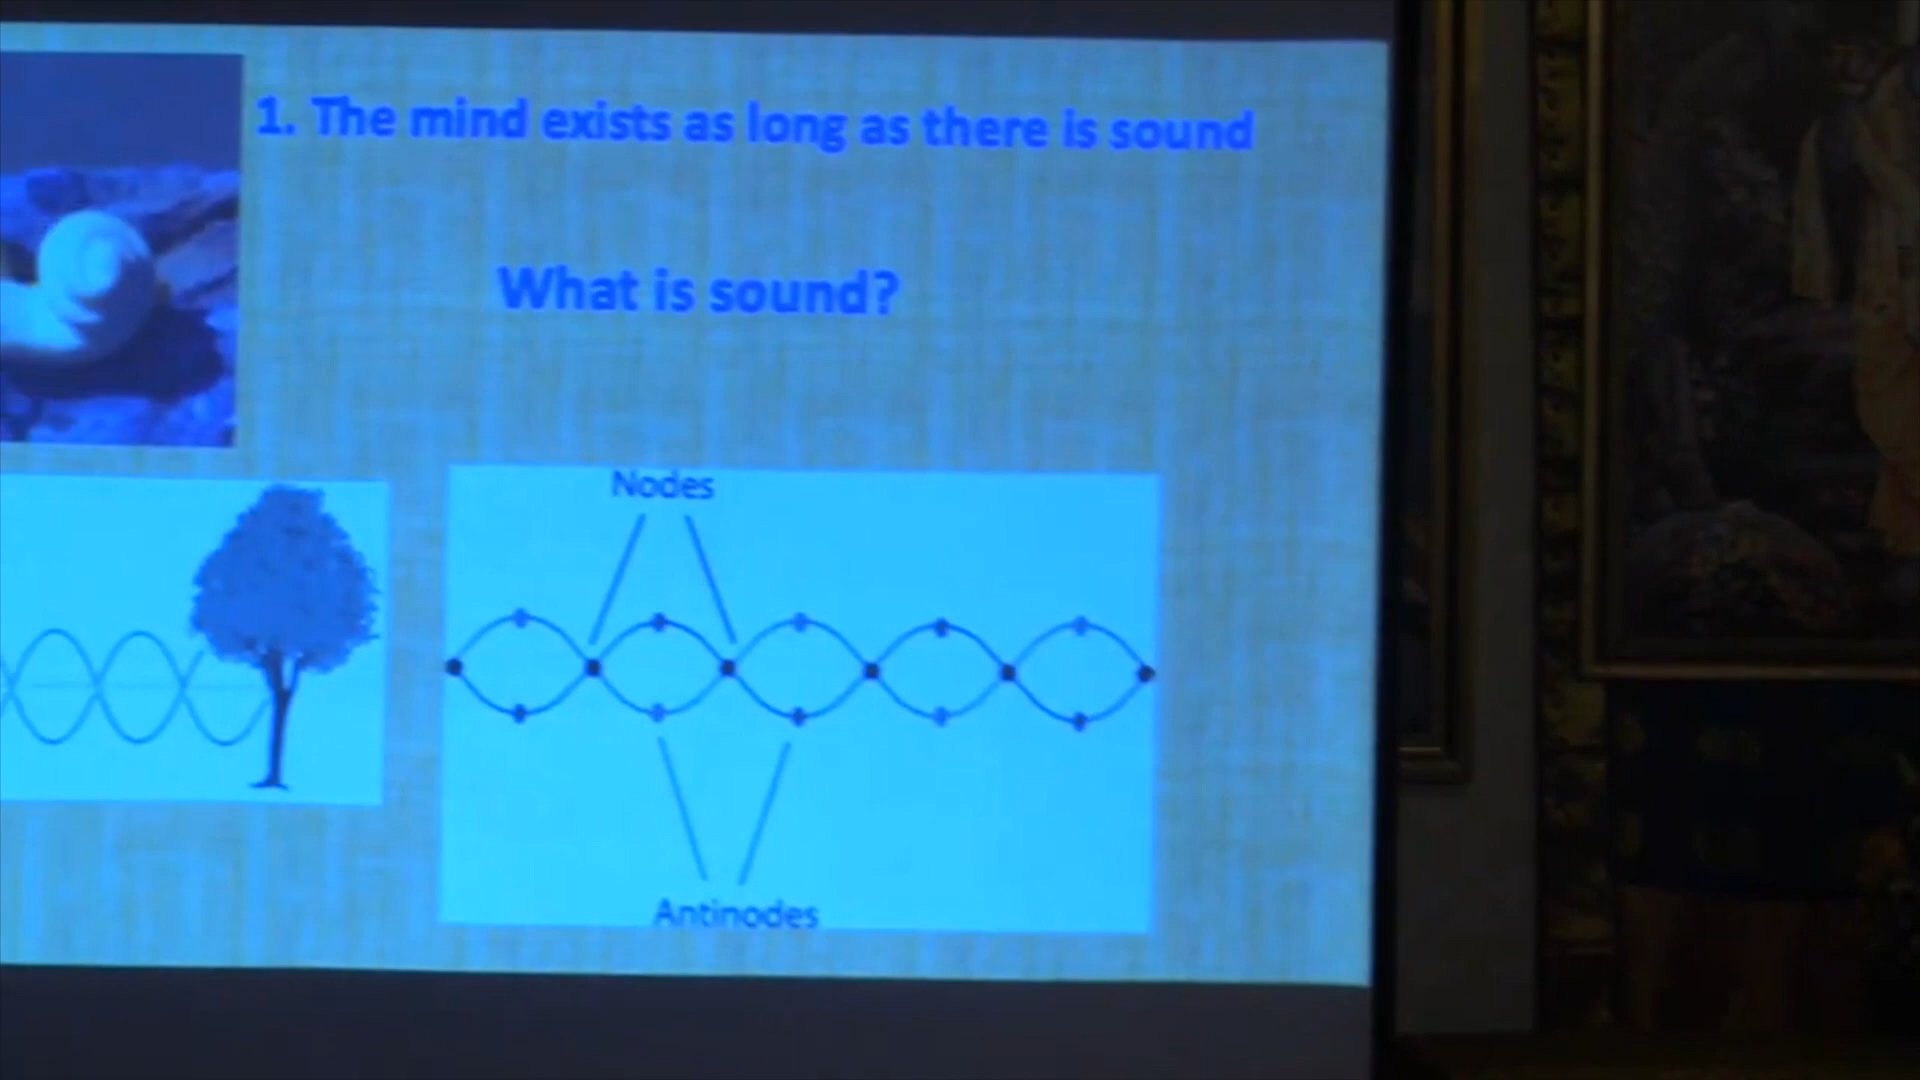 1. The mind exists as long as there is sound
What is sound?
Nodes
Antinodes